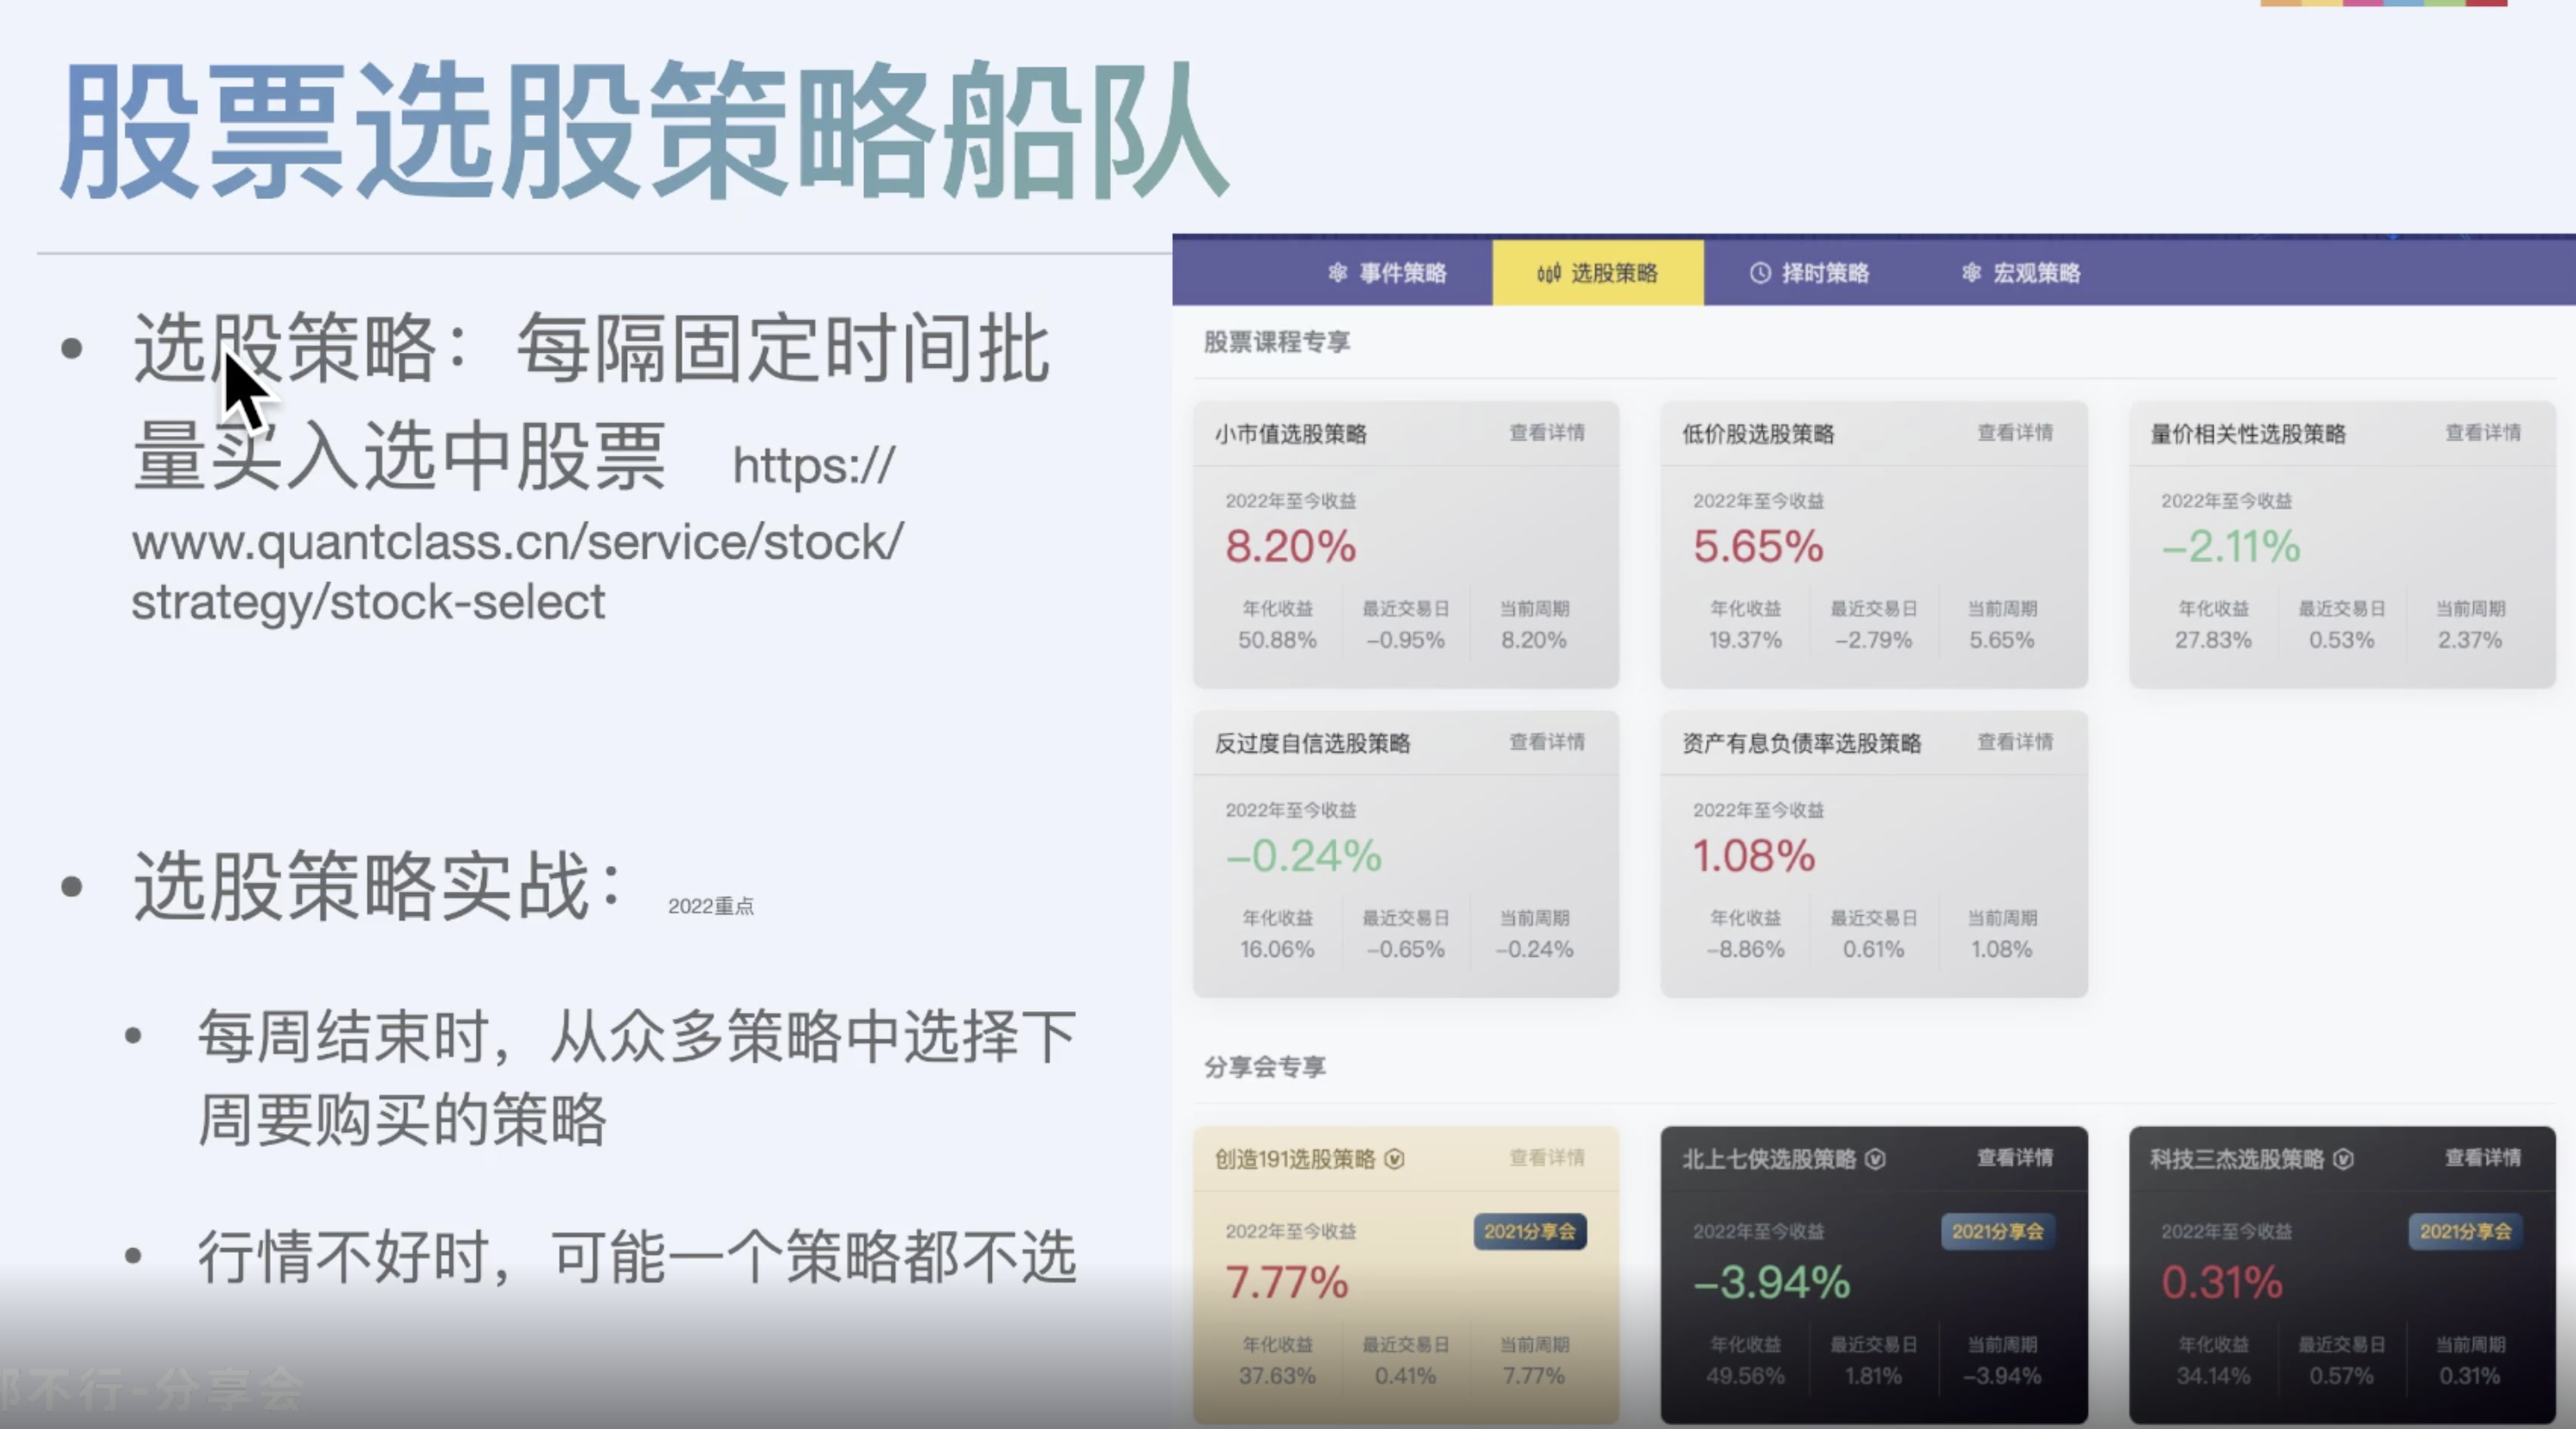 股票选股策略船队
选股策略：每隔固定时间批
量买入选中股票 https://
www.quantclass.cn/service/stock/
strategy/stock-select
选股策略实战： 2022重点
每周结束时，从众多策略中选择下
周要购买的策略
行情不好时，可能一个策略都不选
事件策略 选股策略 择时策略 宏观策略
股票课程专享
小市值选股策略 查看详情
2022年至今收益
8.20%
年化收益 最近交易日 当前周期
50.88% -0.95% 8.20%
低价股选股策略 查看详情
2022年至今收益
5.65%
年化收益 最近交易日 当前周期
19.37% -2.79% 5.65%
量价相关性选股策略 查看详情
2022年至今收益
-2.11%
年化收益 最近交易日 当前周期
27.83% 0.53% 2.37%
反过度自信选股策略 查看详情
2022年至今收益
-0.24%
年化收益 最近交易日 当前周期
16.06% -0.65% -0.24%
资产有息负债率选股策略 查看详情
2022年至今收益
1.08%
年化收益 最近交易日 当前周期
-8.86% 0.61% 1.08%
分享会专享
创造191选股策略 查看详情
2022年至今收益 2021分享会
7.77%
年化收益 最近交易日 当前周期
37.63% 0.41% 7.77%
北上七侠选股策略 查看详情
2022年至今收益 2021分享会
-3.94%
年化收益 最近交易日 当前周期
49.56% 1.81% -3.94%
科技三杰选股策略 查看详情
2022年至今收益 2021分享会
0.31%
年化收益 最近交易日 当前周期
34.14% 0.57% 0.31%
不行-分享会